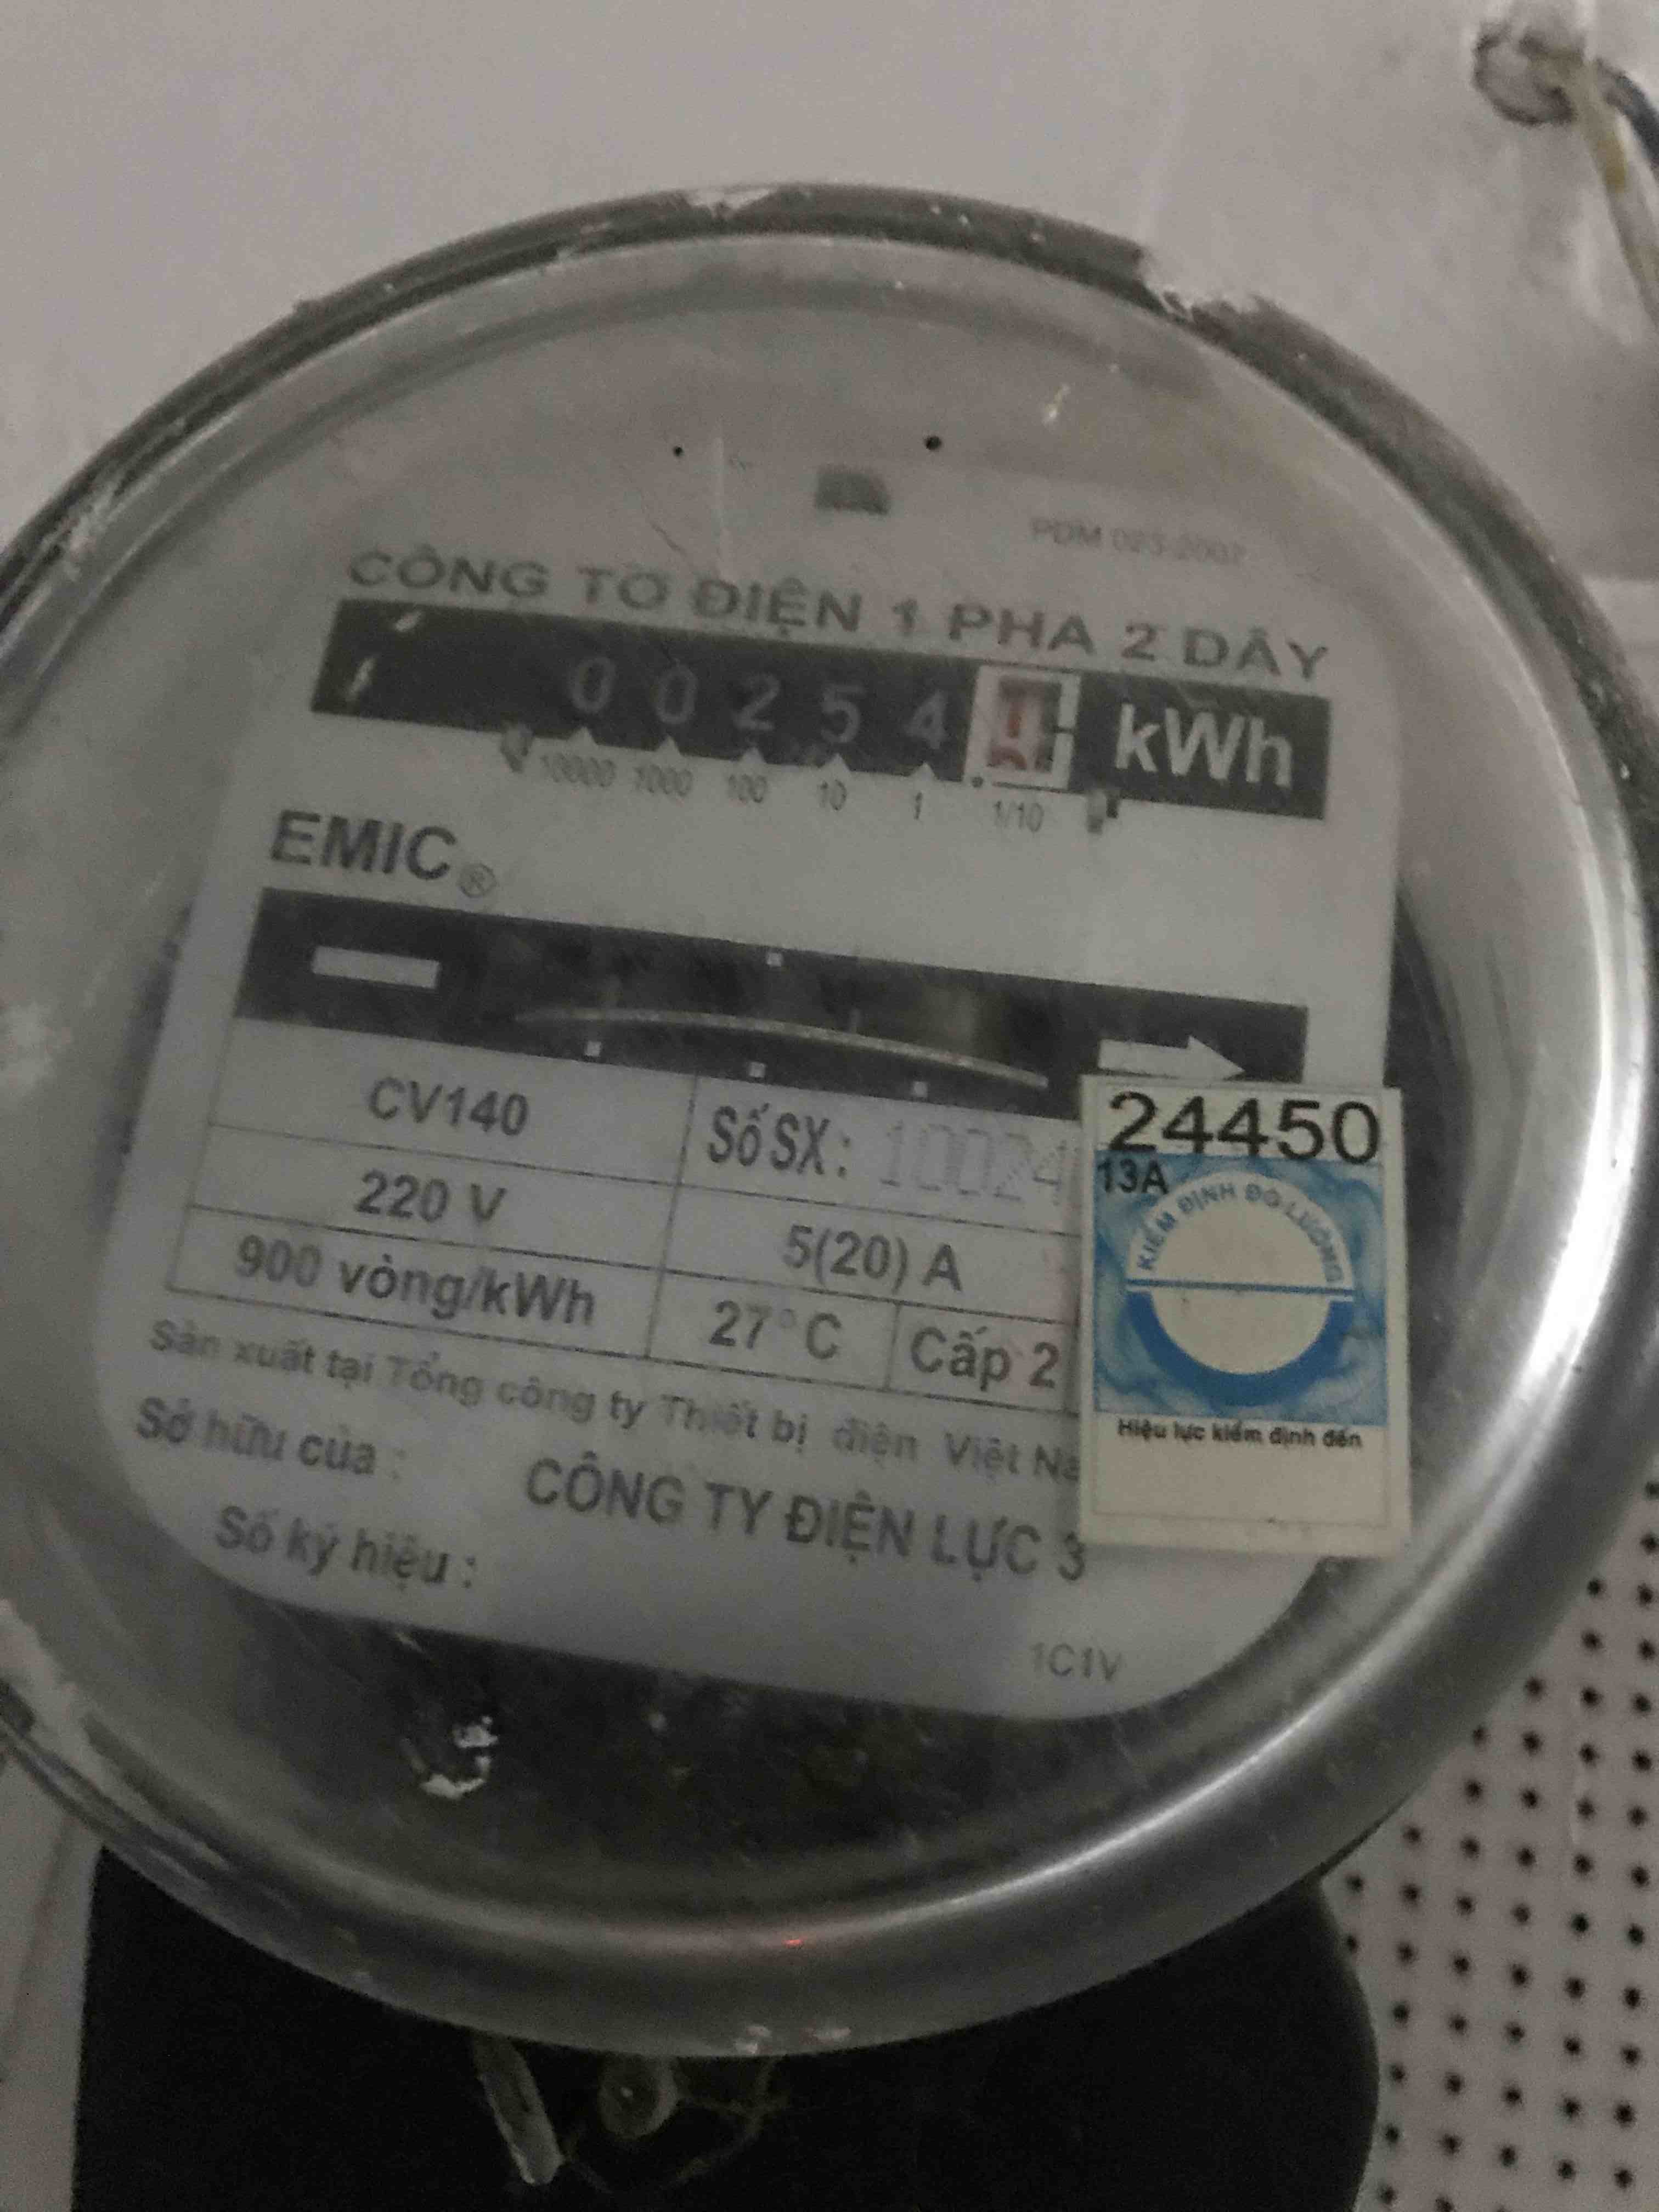 CÔNG TƠ ĐIỆN 1 PHA 2 DÂY
0 0 2 5 4 kWh
10000 1000 100 10 1 1/10
EMIC®
CV140
Số SX: 10024
220 V
5(20) A
900 vòng/kWh
27°C
Cấp 2
Sản xuất tại Tổng công ty Thiết bị điện Việt Na
Sở hữu của :
CÔNG TY ĐIỆN LỰC 3
Số ký hiệu :
1C1V
24450
13A
KIỂM ĐỊNH ĐO LƯỜNG
Hiệu lực kiểm định đến